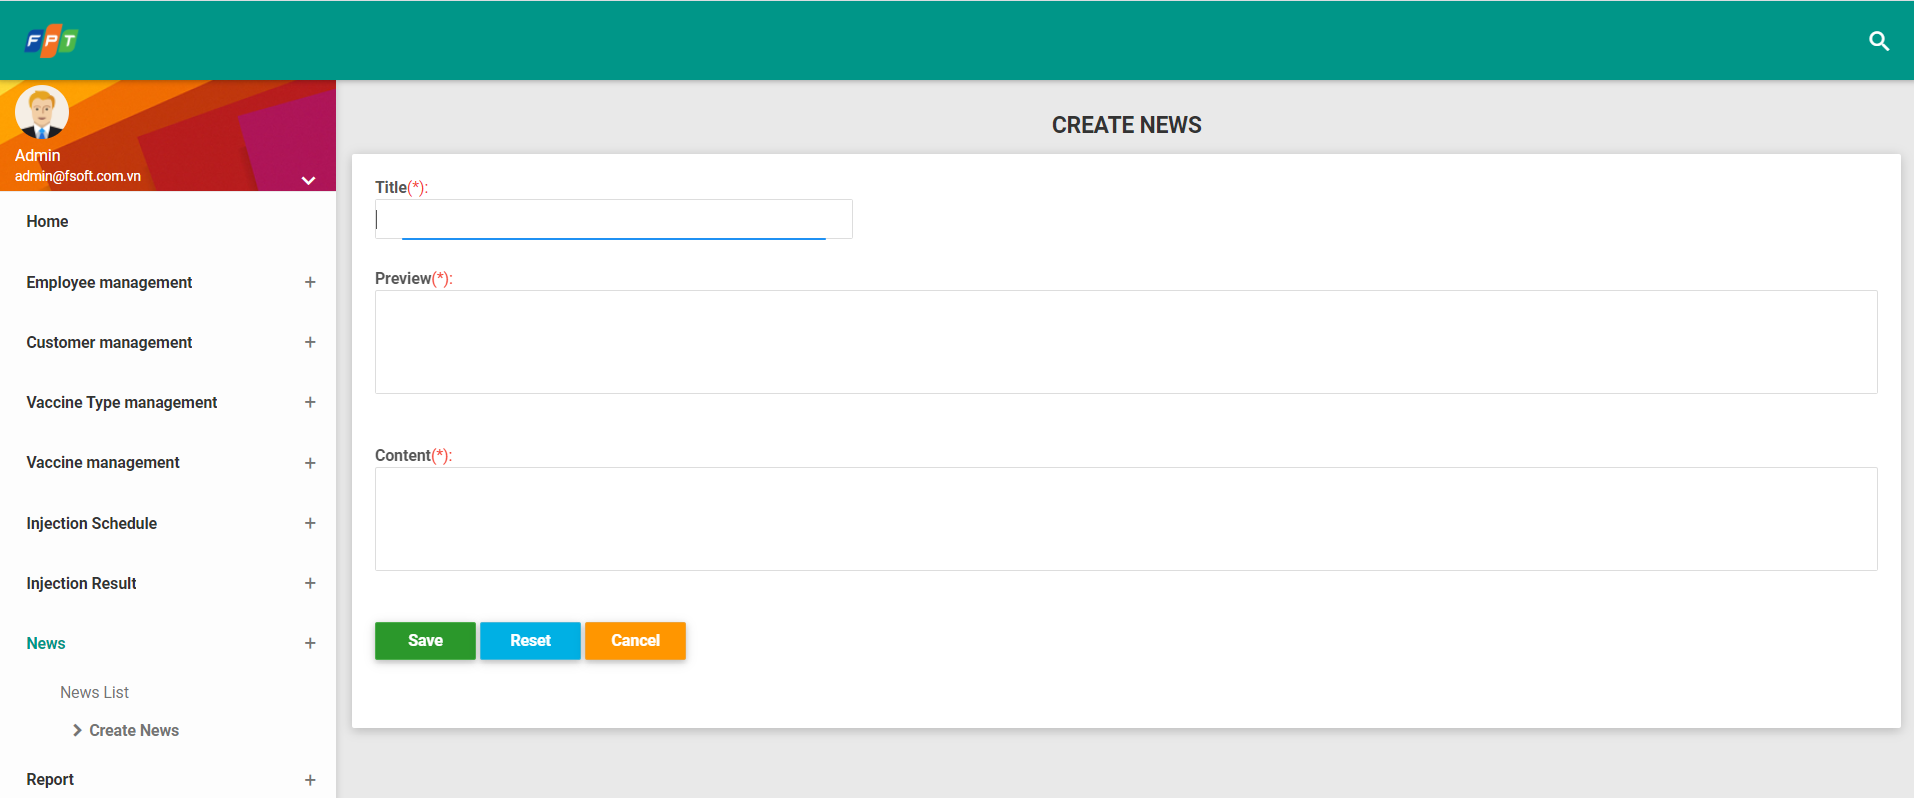 FPT
Admin
admin@fsoft.com.vn
Home
Employee management +
Customer management +
Vaccine Type management +
Vaccine management +
Injection Schedule +
Injection Result +
News +
News List
Create News
Report +
CREATE NEWS
Title(*):
Preview(*):
Content(*):
Save Reset Cancel